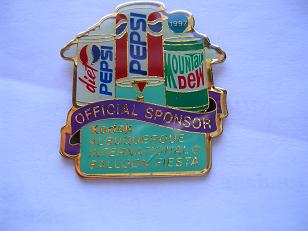 1997
diet PEPSI
PEPSI
MOUNTAIN
DEW
OFFICIAL SPONSOR
Kodak
ALBUQUERQUE
INTERNATIONAL ®
BALLOON FIESTA